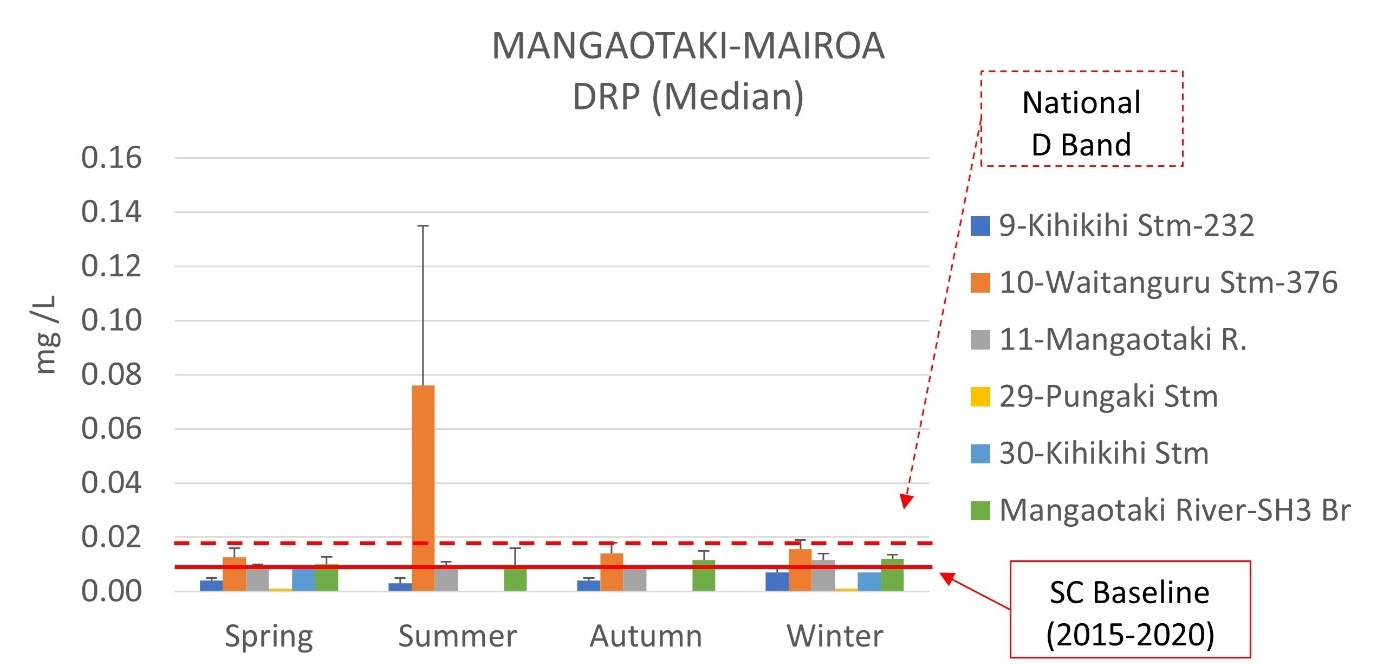 MANGAOTAKI-MAIROA
DRP (Median)
National
D Band
mg /L
0.16
0.14
0.12
0.10
0.08
0.06
0.04
0.02
0.00
Spring
Summer
Autumn
Winter
9-Kihikihi Stm-232
10-Waitanguru Stm-376
11-Mangaotaki R.
29-Pungaki Stm
30-Kihikihi Stm
Mangaotaki River-SH3 Br
SC Baseline
(2015-2020)